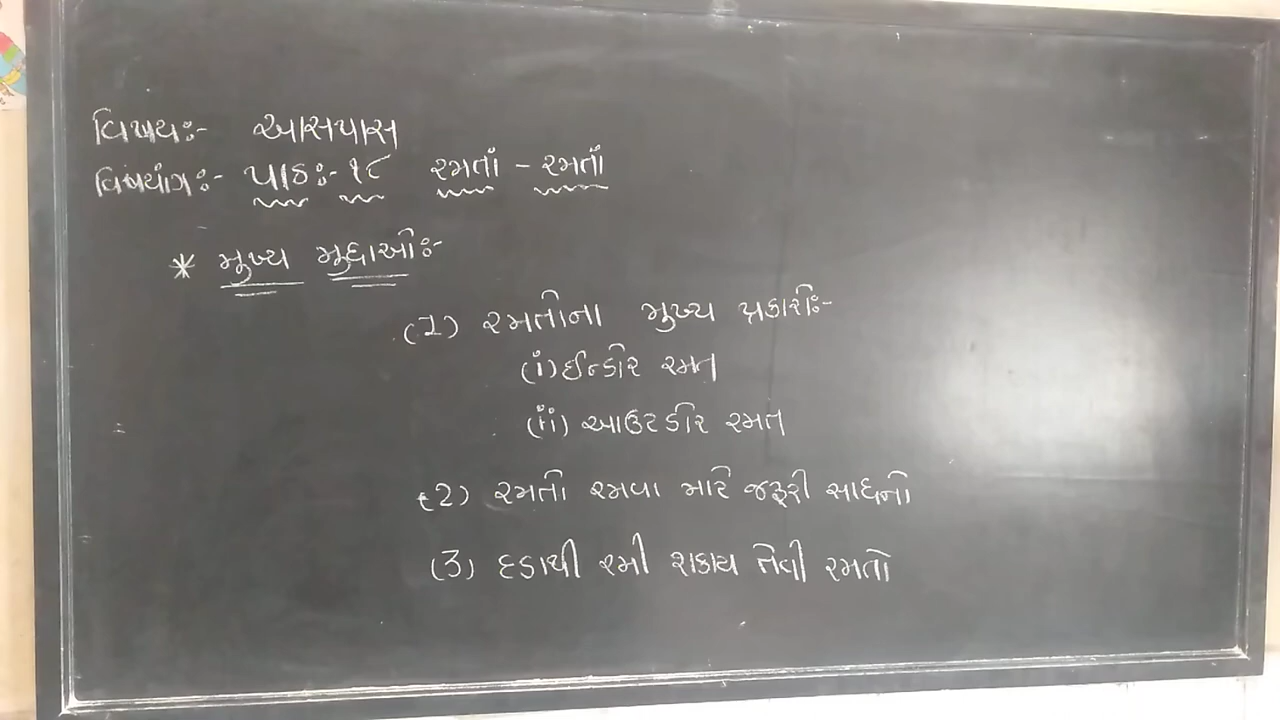 વિષય:- આસપાસ
વિષયાંગ:- પાઠ:- ૧૮ રમતાં - રમતાં
* મુખ્ય મુદ્દાઓ:-
(1) રમતોના મુખ્ય પ્રકારો:-
(i) ઈન્ડોર રમત
(ii) આઉટડોર રમત
(2) રમતો રમવા માટે જરૂરી સાધનો
(3) દડાથી રમી શકાય તેવી રમતો